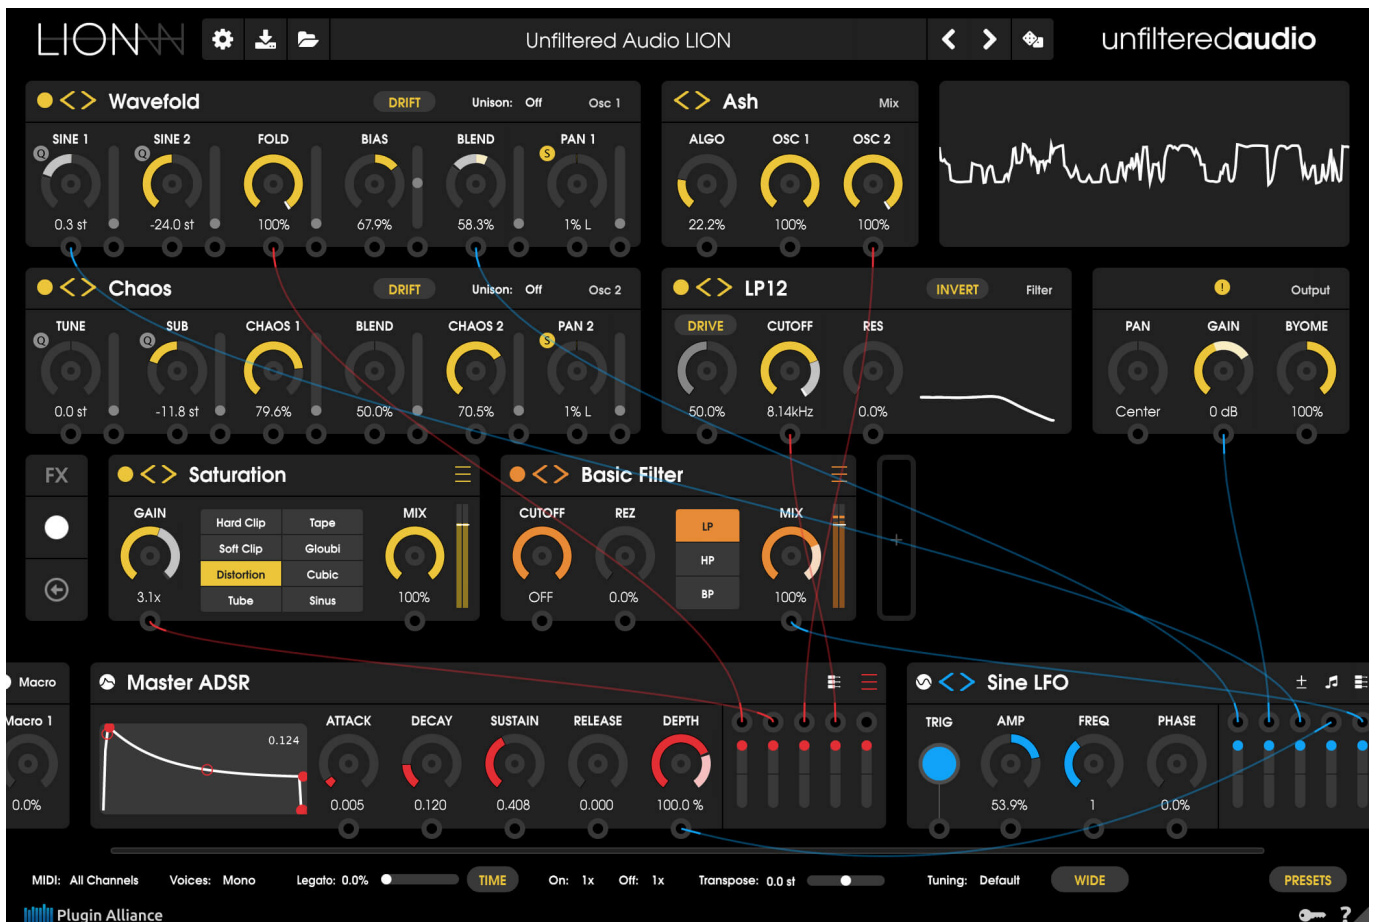 LION
Unfiltered Audio LION
unfilteredaudio
Wavefold DRIFT Unison: Off Osc 1
SINE 1 SINE 2 FOLD BIAS BLEND PAN 1
Q Q S
0.3 st -24.0 st 100% 67.9% 58.3% 1% L
Ash Mix
ALGO OSC 1 OSC 2
22.2% 100% 100%
Chaos DRIFT Unison: Off Osc 2
TUNE SUB CHAOS 1 BLEND CHAOS 2 PAN 2
Q Q S
0.0 st -11.8 st 79.6% 50.0% 70.5% 1% L
LP12 INVERT Filter
DRIVE CUTOFF RES
50.0% 8.14kHz 0.0%
! Output
PAN GAIN BYOME
Center 0 dB 100%
FX
Saturation
GAIN MIX
Hard Clip Tape
Soft Clip Gloubi
Distortion Cubic
Tube Sinus
3.1x 100%
Basic Filter
CUTOFF REZ MIX
LP
HP
BP
OFF 0.0% 100%
+
Macro
Macro 1
0.0%
Master ADSR
0.124
ATTACK DECAY SUSTAIN RELEASE DEPTH
0.005 0.120 0.408 0.000 100.0 %
Sine LFO ±
TRIG AMP FREQ PHASE
53.9% 1 0.0%
MIDI: All Channels Voices: Mono Legato: 0.0% TIME On: 1x Off: 1x Transpose: 0.0 st Tuning: Default WIDE PRESETS
Plugin Alliance ?